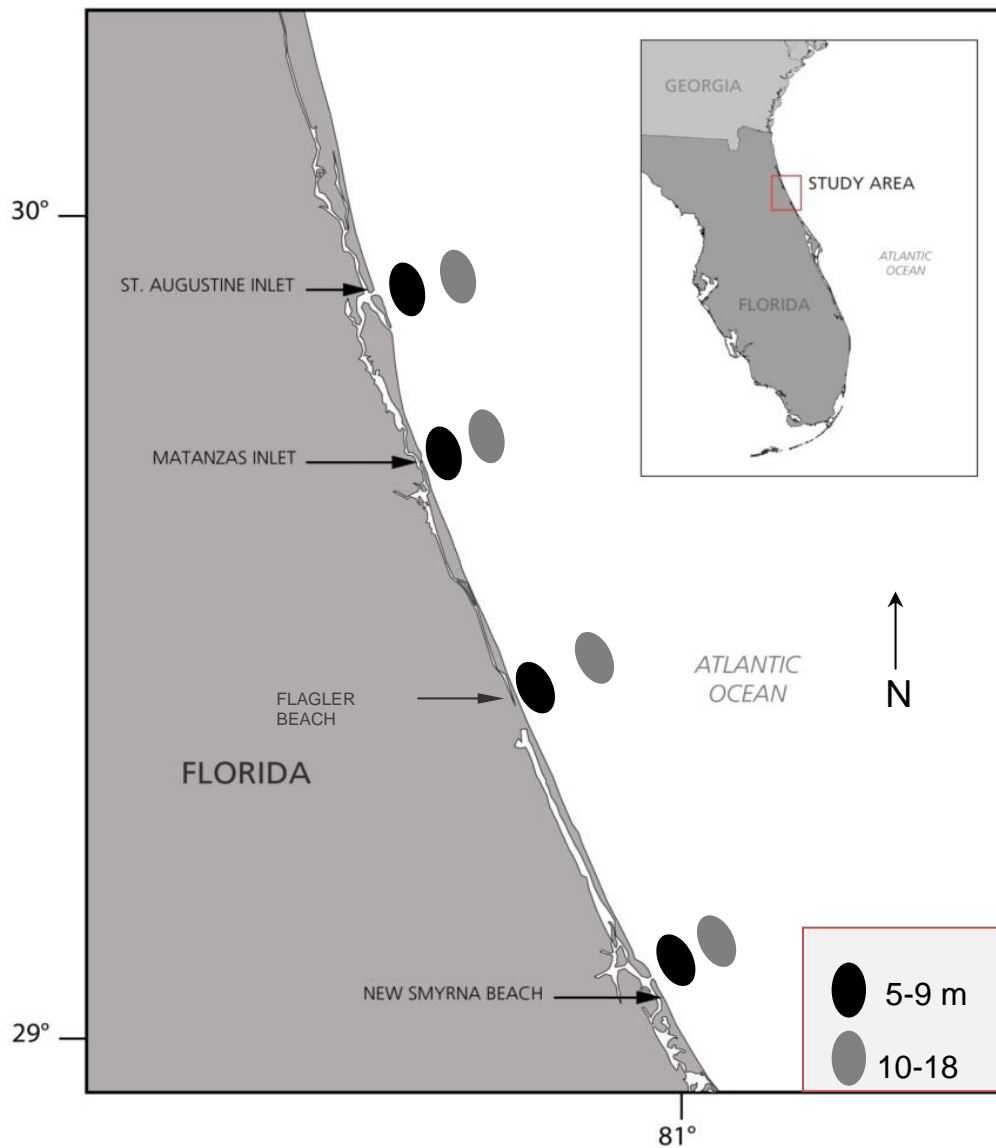 GEORGIA
STUDY AREA
30°
ATLANTIC
OCEAN
ST. AUGUSTINE INLET
FLORIDA
MATANZAS INLET
ATLANTIC
OCEAN
N
FLAGLER
BEACH
FLORIDA
NEW SMYRNA BEACH
5-9 m
29°
10-18
81°